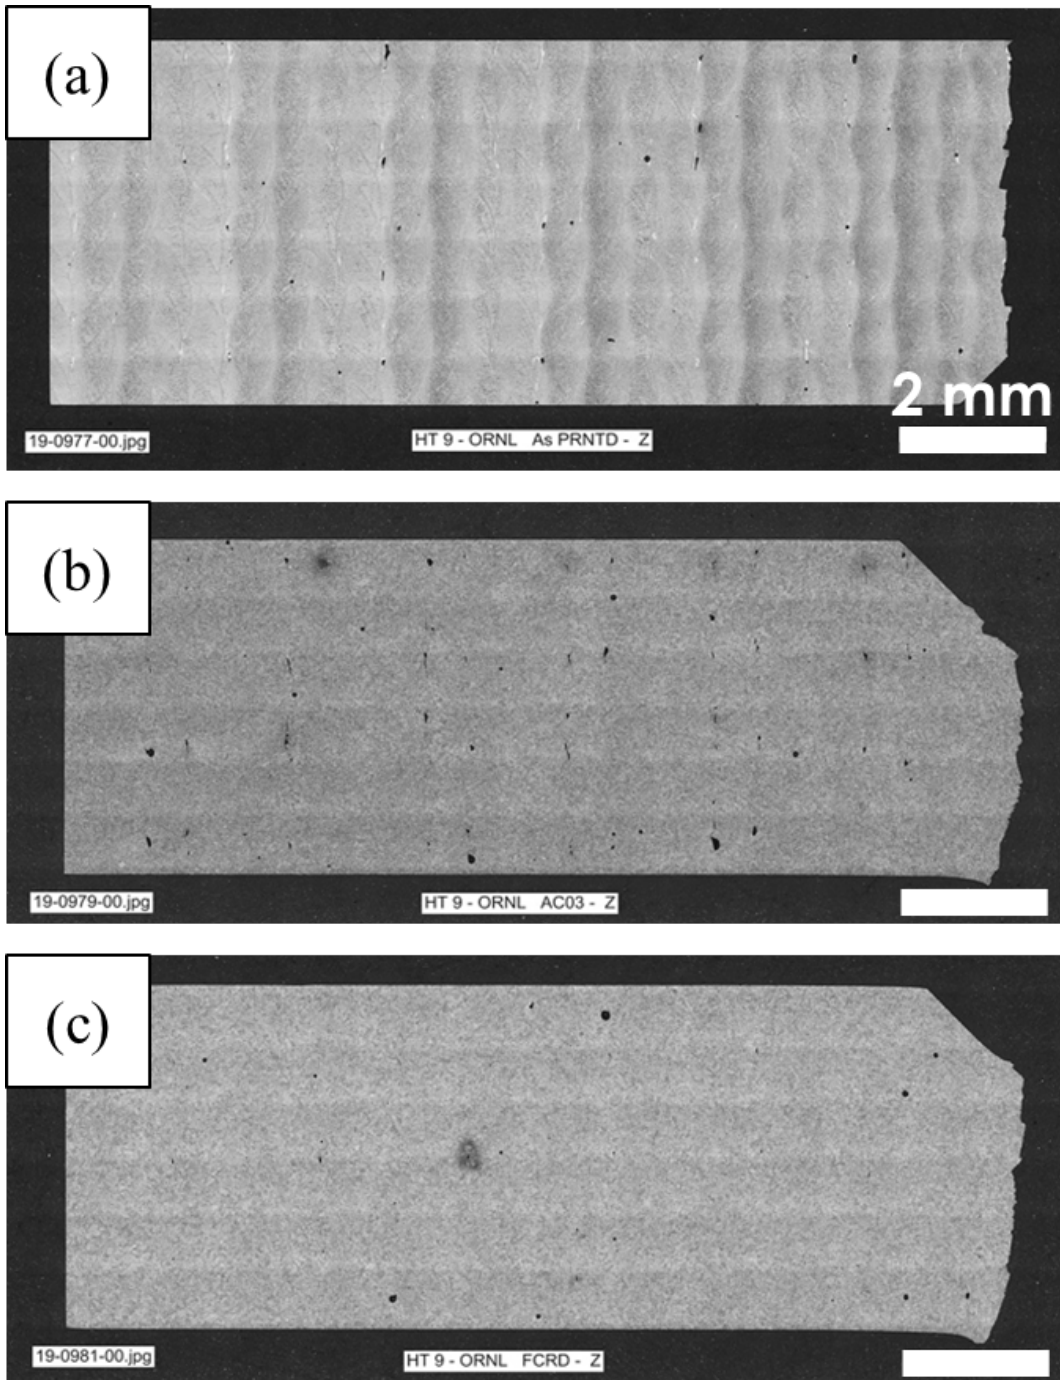 (a)
2 mm
19-0977-00.jpg
HT 9 - ORNL As PRNTD - Z
(b)
19-0979-00.jpg
HT 9 - ORNL AC03 - Z
(c)
19-0981-00.jpg
HT 9 - ORNL FCRD - Z